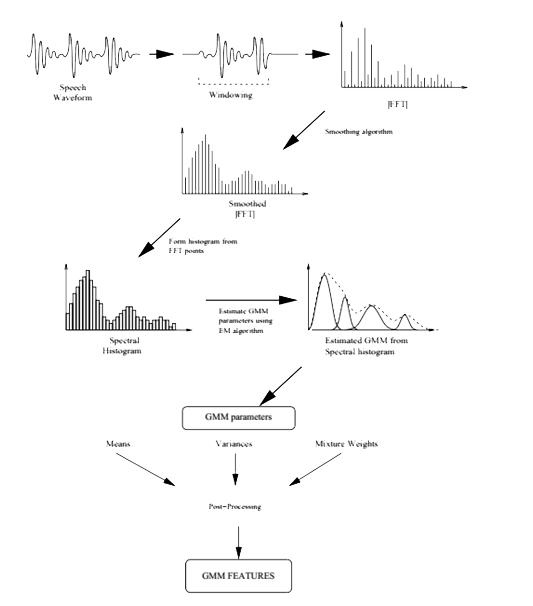 Speech
Waveform
Windowing
|FFT|
Smoothing algorithm
Smoothed
|FFT|
Form histogram from
FFT points
Spectral
Histogram
Estimate GMM
parameters using
EM algorithm
Estimated GMM from
Spectral histogram
GMM parameters
Means
Variances
Mixture Weights
Post-Processing
GMM FEATURES